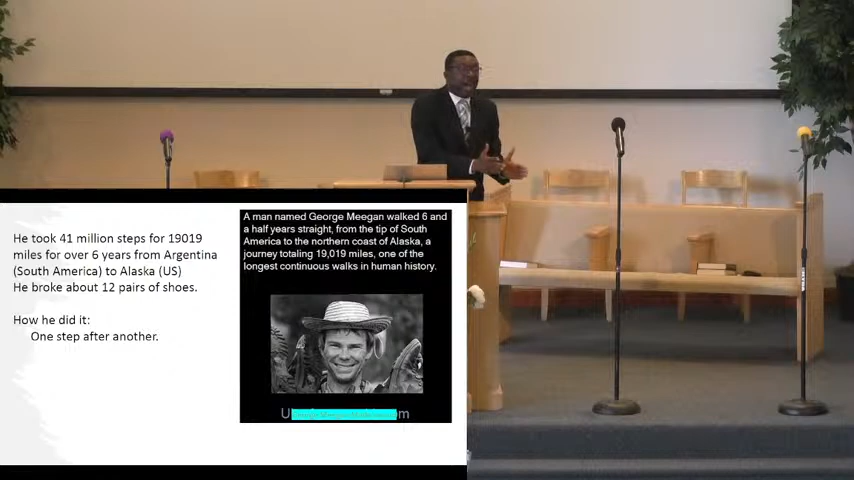 He took 41 million steps for 19019
miles for over 6 years from Argentina
(South America) to Alaska (US)
He broke about 12 pairs of shoes.
How he did it:
One step after another.
A man named George Meegan walked 6 and
a half years straight, from the tip of South
America to the northern coast of Alaska, a
journey totaling 19,019 miles, one of the
longest continuous walks in human history.